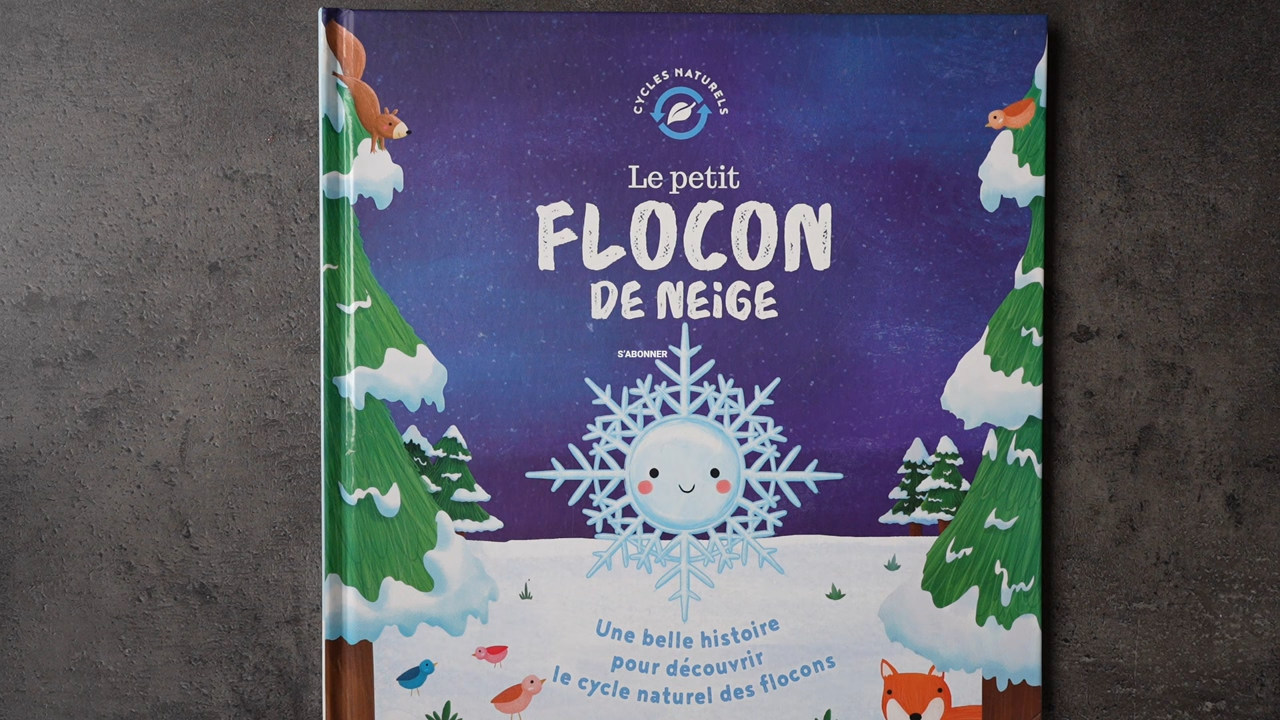 CYCLES NATURELS
Le petit
FLOCON
DE NEiGE
S'ABONNER
Une belle histoire
pour découvrir
le cycle naturel des flocons